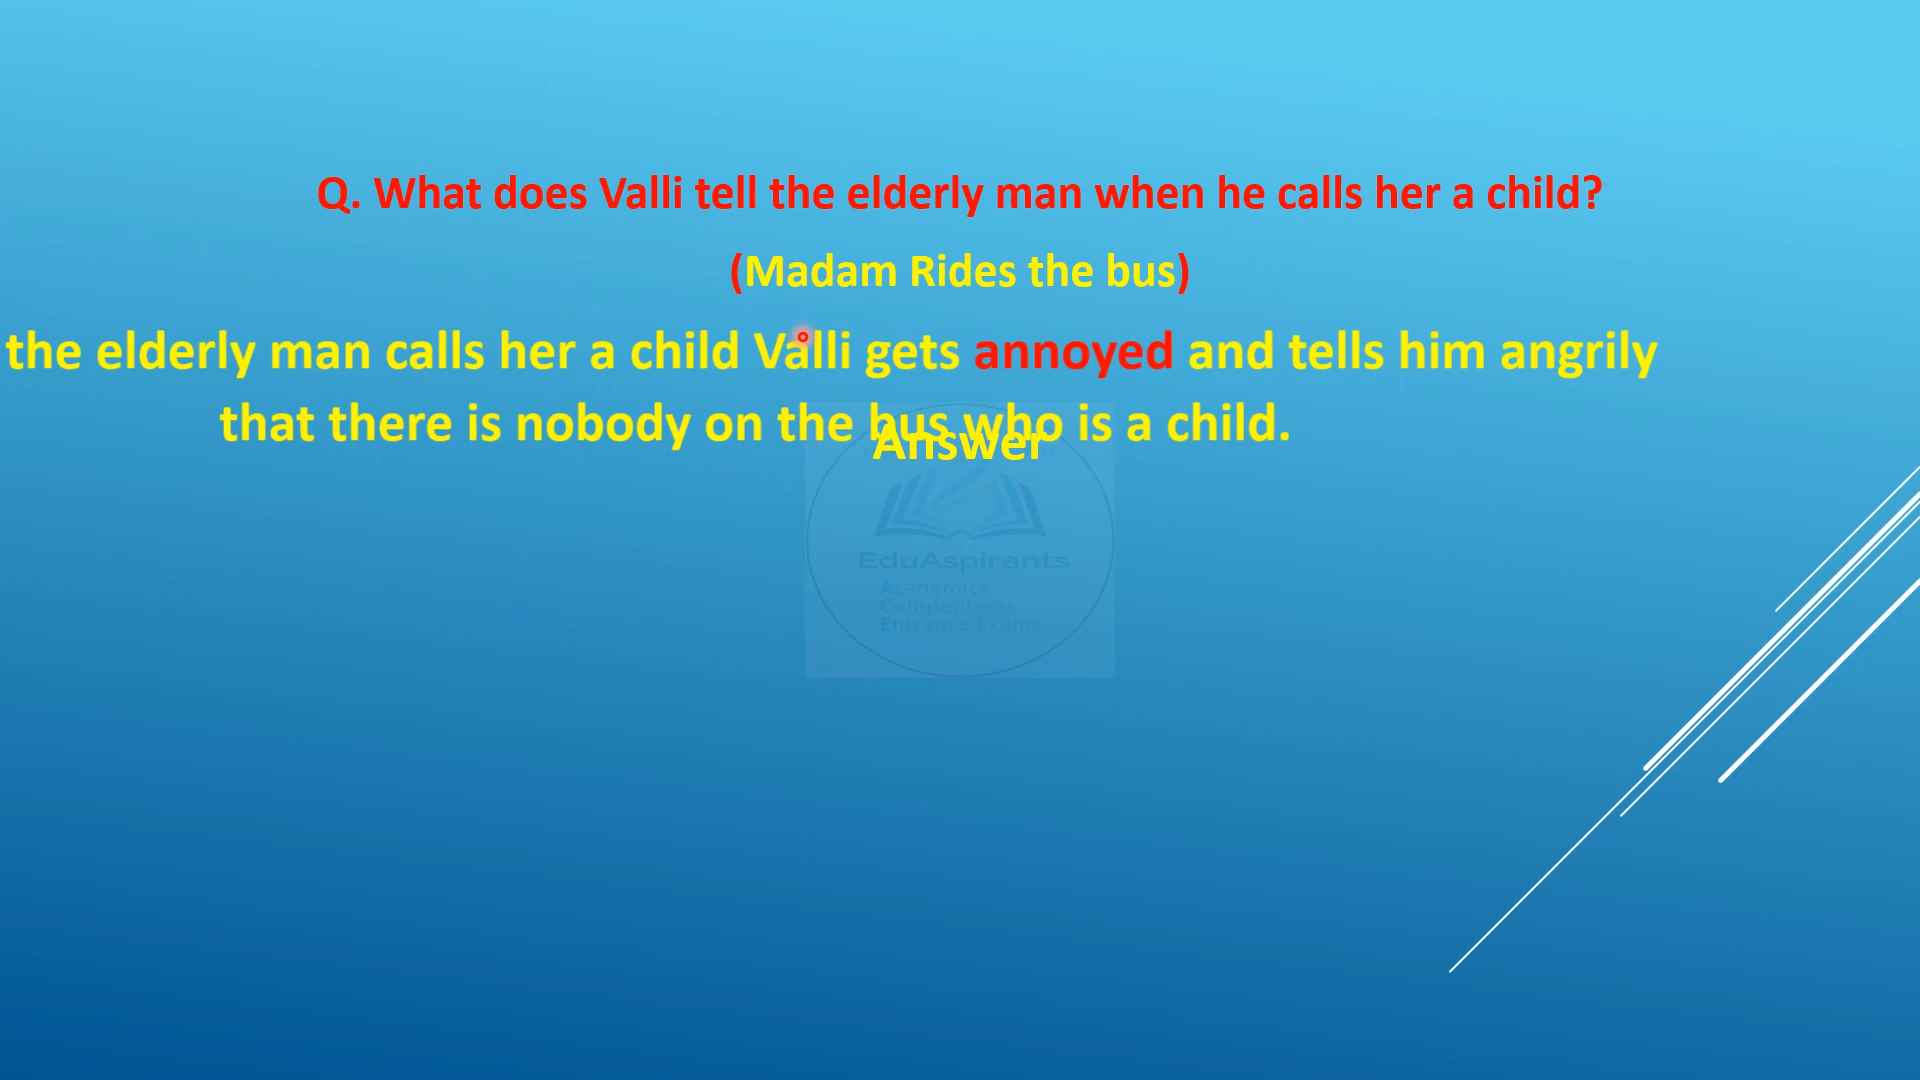 Q. What does Valli tell the elderly man when he calls her a child?
(Madam Rides the bus)
the elderly man calls her a child Valli gets annoyed and tells him angrily
that there is nobody on the bus who is a child.
Answer
EduAspirants
Academics
Competitions
Entrance Exams